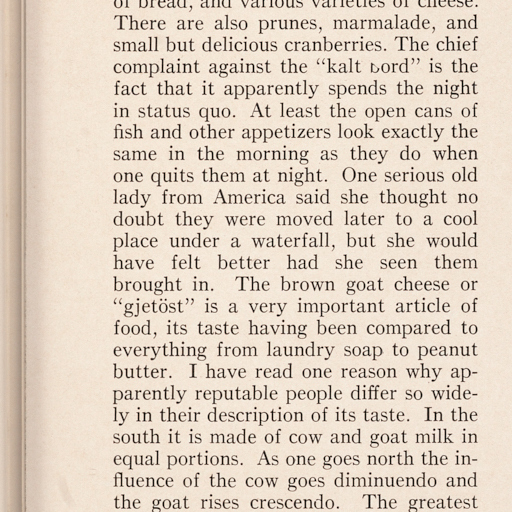 of bread, and various varieties of cheese.
There are also prunes, marmalade, and
small but delicious cranberries. The chief
complaint against the “kalt bord” is the
fact that it apparently spends the night
in status quo. At least the open cans of
fish and other appetizers look exactly the
same in the morning as they do when
one quits them at night. One serious old
lady from America said she thought no
doubt they were moved later to a cool
place under a waterfall, but she would
have felt better had she seen them
brought in. The brown goat cheese or
“gjetöst” is a very important article of
food, its taste having been compared to
everything from laundry soap to peanut
butter. I have read one reason why ap-
parently reputable people differ so wide-
ly in their description of its taste. In the
south it is made of cow and goat milk in
equal portions. As one goes north the in-
fluence of the cow goes diminuendo and
the goat rises crescendo. The greatest